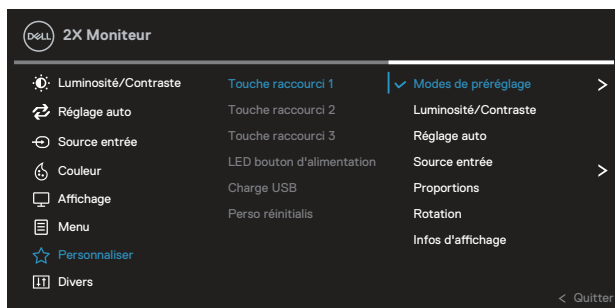 DELL 2X Moniteur
Luminosité/Contraste
Réglage auto
Source entrée
Couleur
Affichage
Menu
Personnaliser
Divers
Touche raccourci 1
Touche raccourci 2
Touche raccourci 3
LED bouton d'alimentation
Charge USB
Perso réinitialis
Modes de préréglage
Luminosité/Contraste
Réglage auto
Source entrée
Proportions
Rotation
Infos d'affichage
< Quitter